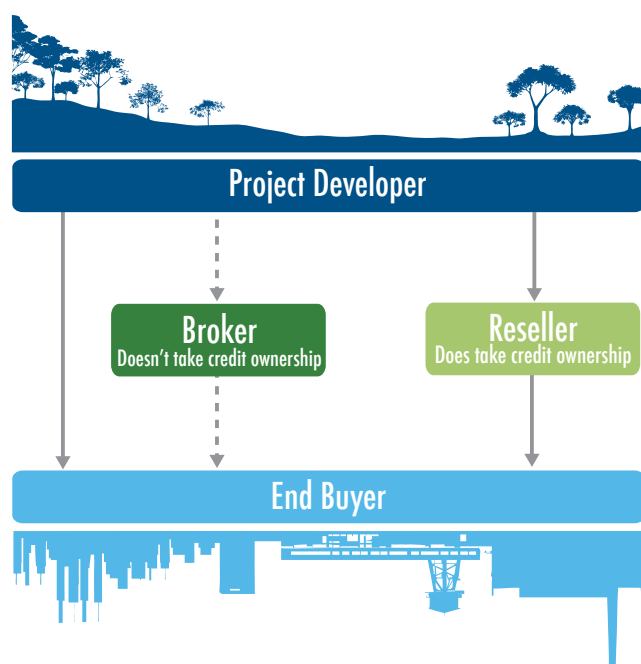 Project Developer
Broker
Doesn't take credit ownership
Reseller
Does take credit ownership
End Buyer